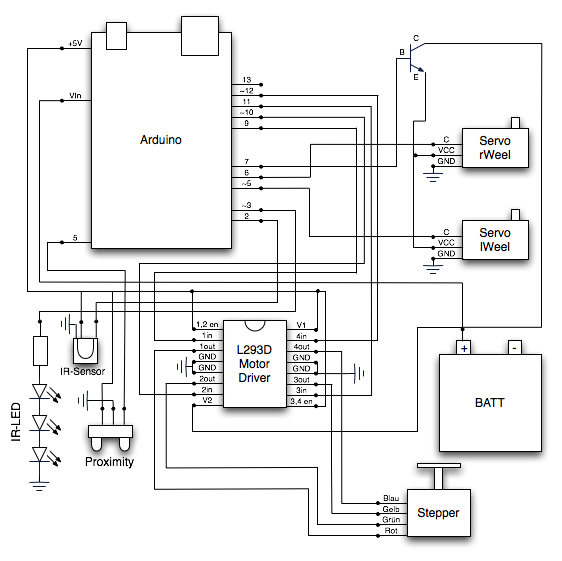 +5V
VIn
5
Arduino
13
~12
11
~10
9
7
6
~5
~3
2
C
B
E
C
VCC
GND
Servo
rWeel
C
VCC
GND
Servo
lWeel
1,2 en
1in
1out
GND
GND
2out
2in
V2
L293D
Motor
Driver
V1
4in
4out
GND
GND
3out
3in
3,4 en
+
-
BATT
IR-Sensor
IR-LED
Proximity
Blau
Gelb
Grün
Rot
Stepper